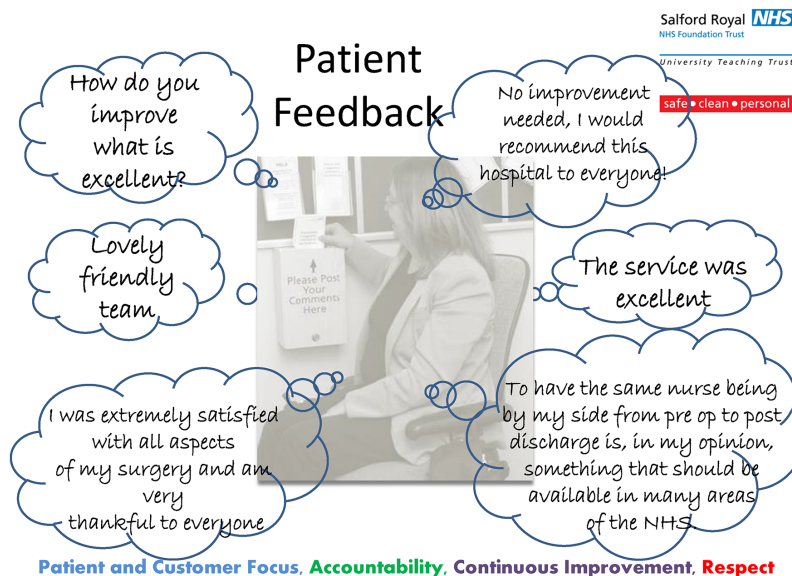 Salford Royal NHS
NHS Foundation Trust
University Teaching Trust
safe • clean • personal
Patient
Feedback
How do you
improve
what is
excellent?
No improvement
needed, I would
recommend this
hospital to everyone!
Lovely
friendly
team
Please Post
Your
Comments
Here
The service was
excellent
I was extremely satisfied
with all aspects
of my surgery and am
very
thankful to everyone
To have the same nurse being
by my side from pre op to post
discharge is, in my opinion,
something that should be
available in many areas
of the NHS.
Patient and Customer Focus, Accountability, Continuous Improvement, Respect